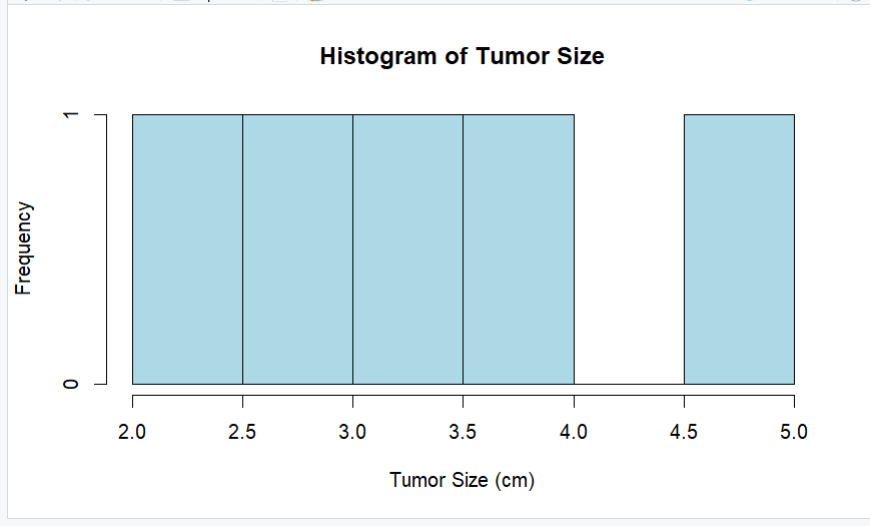 Histogram of Tumor Size
1
Frequency
0
2.0 2.5 3.0 3.5 4.0 4.5 5.0
Tumor Size (cm)